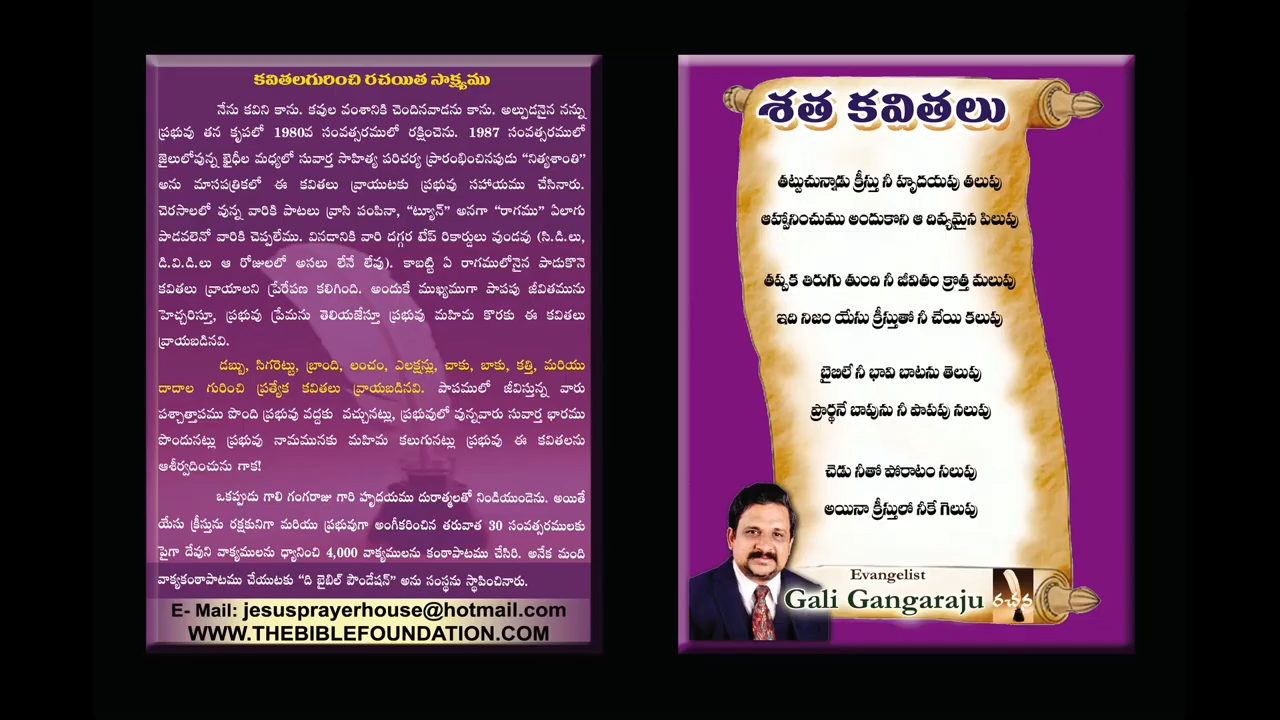 కవితలగురించి రచయిత సాక్ష్యము
నేను కవిని కాను. కవుల వంశానికి చెందినవాడను కాను. అల్పుడనైన నన్ను
ప్రభువు తన కృపలో 1980వ సంవత్సరములో రక్షించెను. 1987 సంవత్సరములో
జైలులోవున్న ఖైధీల మధ్యలో సువార్త సాహిత్య పరిచర్య ప్రారంభించినపుడు “నిత్యశాంతి”
అను మాసపత్రికలో ఈ కవితలు వ్రాయుటకు ప్రభువు సహాయము చేసినారు.
చెరసాలలో వున్న వారికి పాటలు వ్రాసి పంపినా, “ట్యూన్” అనగా “రాగము” ఏలాగు
పాడవలెనో వారికి చెప్పలేము. వినడానికి వారి దగ్గర టేప్ రికార్డులు వుండవు (సి.డి.లు,
డి.వి.డి.లు ఆ రోజులలో అసలు లేనే లేవు). కాబట్టి ఏ రాగములోనైన పాడుకొనె
కవితలు వ్రాయాలని ప్రేరేపణ కలిగింది. అందుకే ముఖ్యముగా పాపపు జీవితమును
హెచ్చరిస్తూ, ప్రభువు ప్రేమను తెలియజేస్తూ ప్రభువు మహిమ కొరకు ఈ కవితలు
వ్రాయబడినవి.
డబ్బు, సిగరెట్టు, బ్రాంది, లంచం, ఎలక్షన్లు, చాకు, బాకు, కత్తి, మరియు
దాదాల గురించి ప్రత్యేక కవితలు వ్రాయబడినవి. పాపములో జీవిస్తున్న వారు
పశ్చాత్తాపము పొంది ప్రభువు వద్దకు వచ్చునట్లు, ప్రభువులో వున్నవారు సువార్త భారము
పొందునట్లు ప్రభువు నామమునకు మహిమ కలుగునట్లు ప్రభువు ఈ కవితలను
ఆశీర్వదించును గాక!
ఒకప్పుడు గాలి గంగరాజు గారి హృదయము దురాత్మలతో నిండియుండెను. అయితే
యేసు క్రీస్తును రక్షకునిగా మరియు ప్రభువుగా అంగీకరించిన తరువాత 30 సంవత్సరములకు
పైగా దేవుని వాక్యములను ధ్యానించి 4,000 వాక్యములను కంఠాపాటము చేసిరి. అనేక మంది
వాక్యకంఠాపాటము చేయుటకు “ది బైబిల్ పౌండేషన్” అను సంస్థను స్థాపించినారు.
E- Mail: jesusprayerhouse@hotmail.com
WWW.THEBIBLEFOUNDATION.COM
శత కవితలు
తట్టుచున్నాడు క్రీస్తు నీ హృదయపు తలుపు
ఆహ్వానించుము అందుకొని ఆ దివ్యమైన పిలుపు
తప్పక తిరుగు తుంది నీ జీవితం క్రొత్త మలుపు
ఇది నిజం యేసు క్రీస్తుతో నీ చేయి కలుపు
బైబిలే నీ భావి బాటను తెలుపు
ప్రార్థనే బాపును నీ పాపపు నలుపు
చెడు నీతో పోరాటం సలుపు
అయినా క్రీస్తులో నీకే గెలుపు
Evangelist
Gali Gangaraju రచన